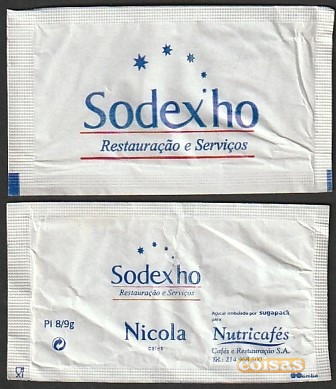 Sodexho
Restauração e Serviços
Sodexho
Restauração e Serviços
PI 8/9g
Nicola
cafés
Açúcar embalado por sugapack
para
Nutricafés
Cafés e Restauração S.A.
coisas